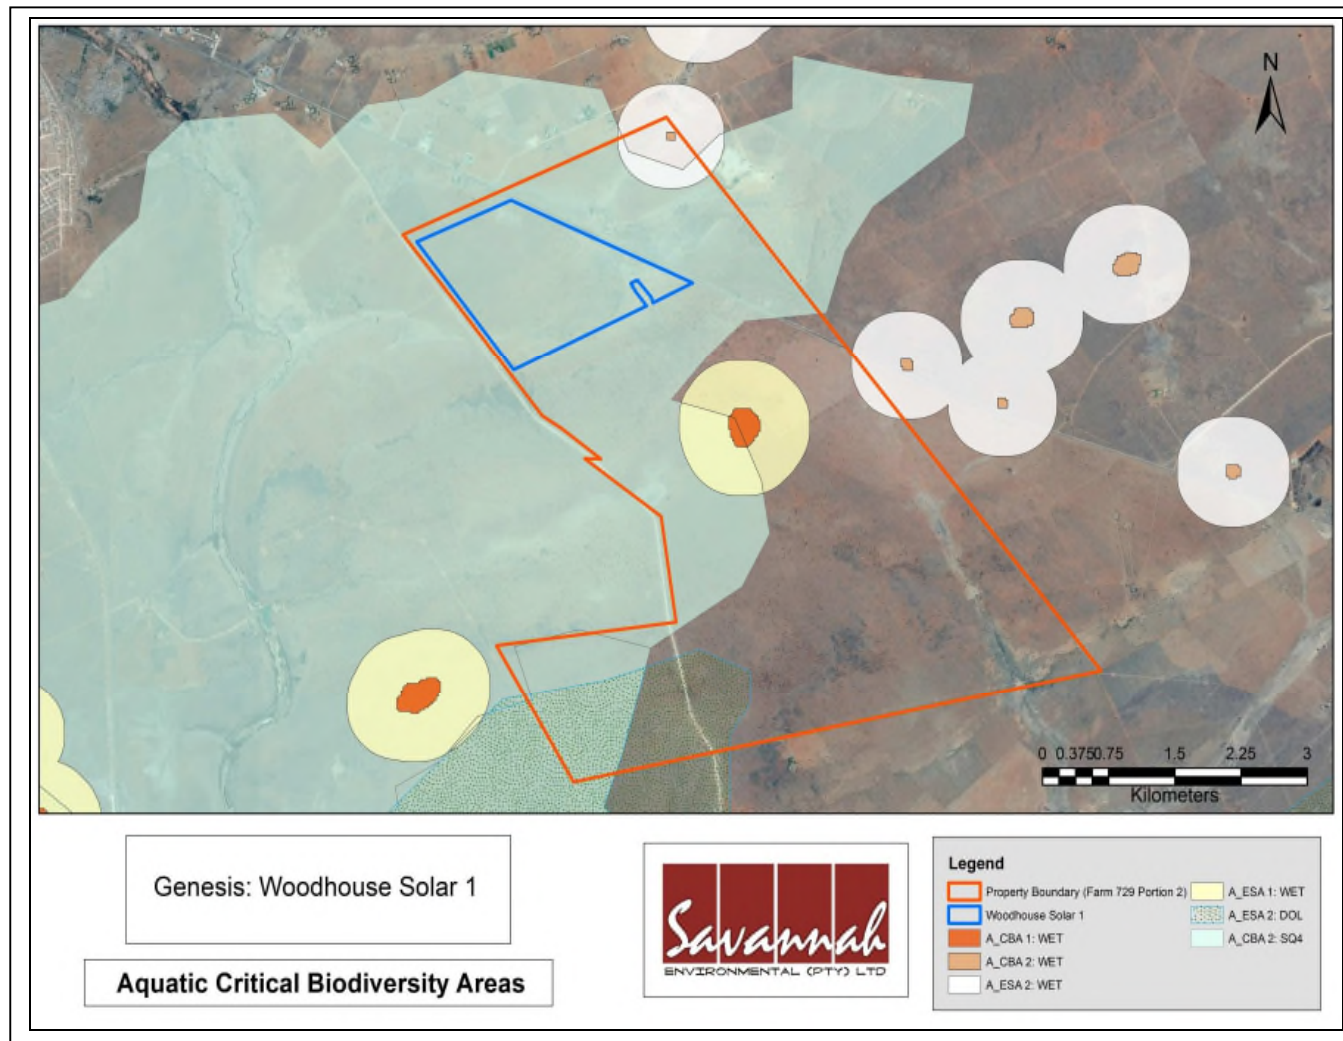 N
0 0.3750.75 1.5 2.25 3
Kilometers
Genesis: Woodhouse Solar 1
Aquatic Critical Biodiversity Areas
Savannah
ENVIRONMENTAL (PTY) LTD
Legend
Property Boundary (Farm 729 Portion 2)
Woodhouse Solar 1
A_CBA 1: WET
A_CBA 2: WET
A_ESA 2: WET
A_ESA 1: WET
A_ESA 2: DOL
A_CBA 2: SQ4